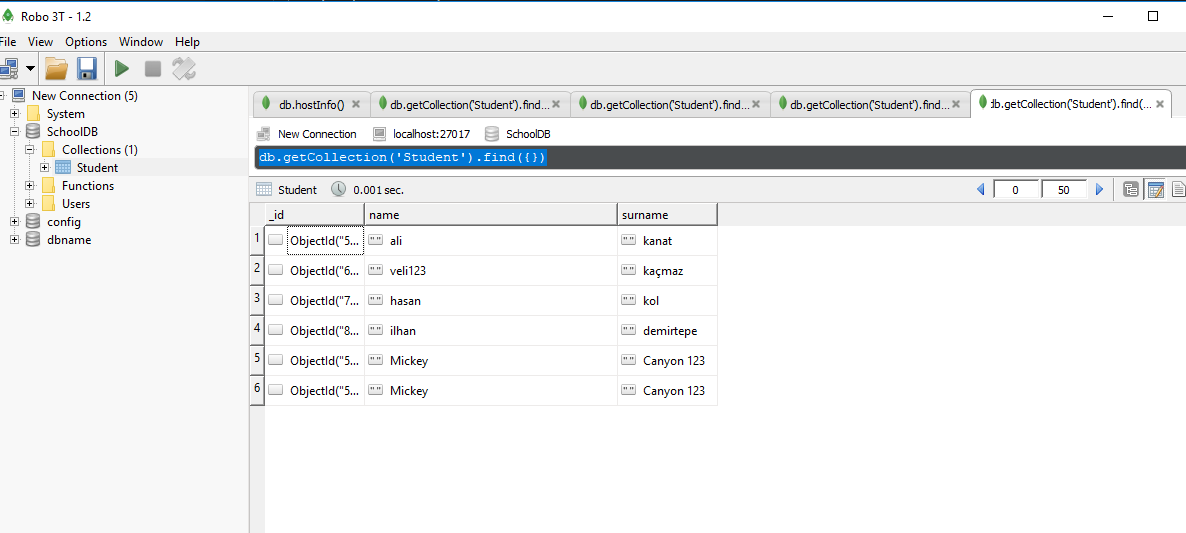 Robo 3T - 1.2
File View Options Window Help
New Connection (5)
System
SchoolDB
Collections (1)
Student
Functions
Users
config
dbname
db.hostInfo() db.getCollection('Student').find... db.getCollection('Student').find... db.getCollection('Student').find... db.getCollection('Student').find(...
New Connection localhost:27017 SchoolDB
db.getCollection('Student').find({})
Student 0.001 sec. 0 50
_id name surname
1 ObjectId("5... "" ali "" kanat
2 ObjectId("6... "" veli123 "" kaçmaz
3 ObjectId("7... "" hasan "" kol
4 ObjectId("8... "" ilhan "" demirtepe
5 ObjectId("5... "" Mickey "" Canyon 123
6 ObjectId("5... "" Mickey "" Canyon 123